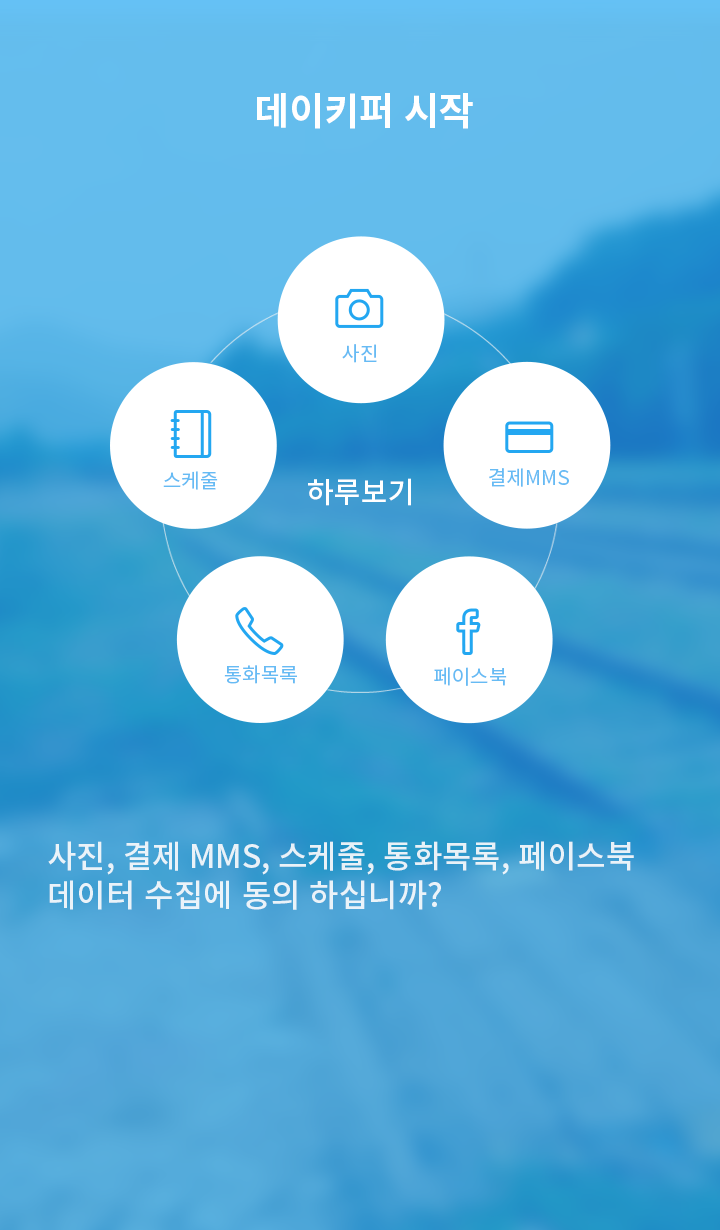 데이키퍼 시작
사진
스케줄
결제MMS
하루보기
통화목록
페이스북
사진, 결제 MMS, 스케줄, 통화목록, 페이스북
데이터 수집에 동의 하십니까?